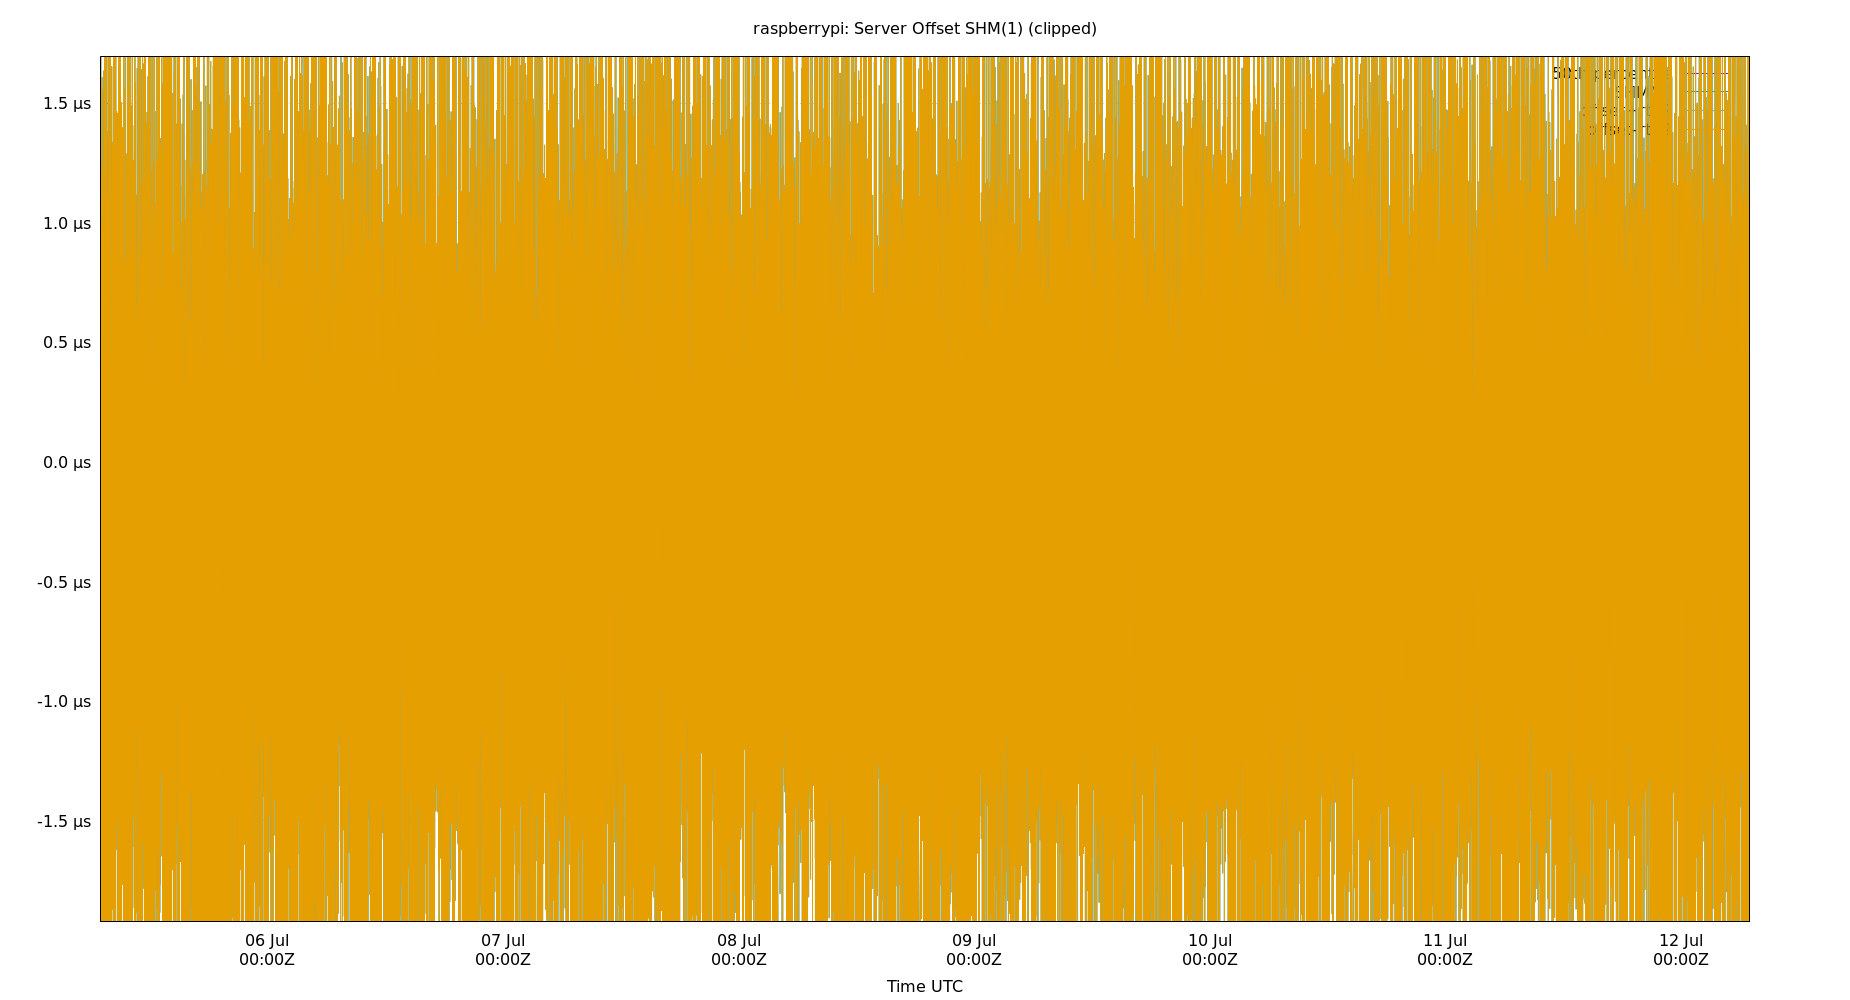 raspberrypi: Server Offset SHM(1) (clipped)
1.5 µs
1.0 µs
0.5 µs
0.0 µs
-0.5 µs
-1.0 µs
-1.5 µs
06 Jul 07 Jul 08 Jul 09 Jul 10 Jul 11 Jul 12 Jul
00:00Z 00:00Z 00:00Z 00:00Z 00:00Z 00:00Z 00:00Z
Time UTC